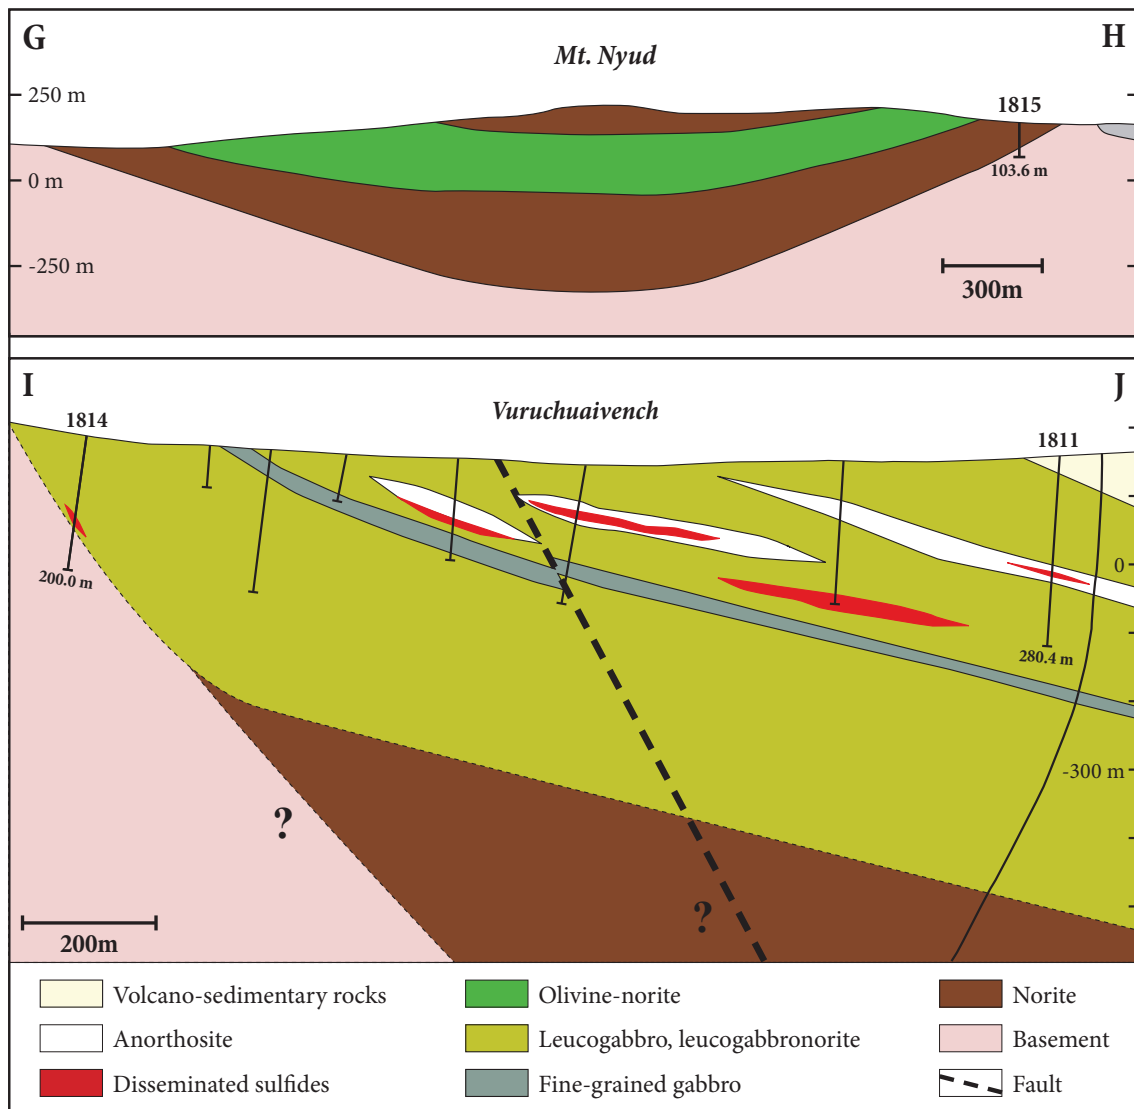 G
H
Mt. Nyud
250 m
1815
0 m
103.6 m
-250 m
300m
I
J
Vuruchuaivench
1814
1811
200.0 m
0
280.4 m
-300 m
?
?
200m
Volcano-sedimentary rocks
Olivine-norite
Norite
Anorthosite
Leucogabbro, leucogabbronorite
Basement
Disseminated sulfides
Fine-grained gabbro
Fault